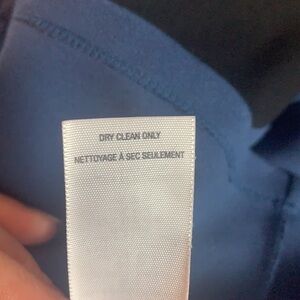 DRY CLEAN ONLY
NETTOYAGE À SEC SEULEMENT